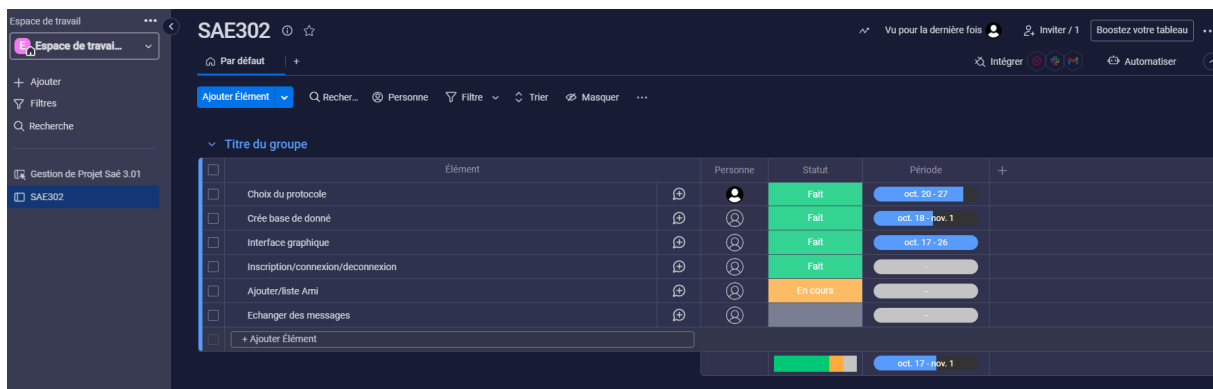 Espace de travail
E Espace de travai...
+ Ajouter
Filtres
Recherche
Gestion de Projet Saé 3.01
SAE302
SAE302
Vu pour la dernière fois
Inviter / 1
Boostez votre tableau
Par défaut
+
Intégrer
Automatiser
Ajouter Élément
Recher...
Personne
Filtre
Trier
Masquer
Titre du groupe
Élément Personne Statut Période +
Choix du protocole Fait oct. 20 - 27
Crée base de donné Fait oct. 18 - nov. 1
Interface graphique Fait oct. 17 - 26
Inscription/connexion/deconnexion Fait -
Ajouter/liste Ami En cours -
Echanger des messages -
+ Ajouter Élément
oct. 17 - nov. 1